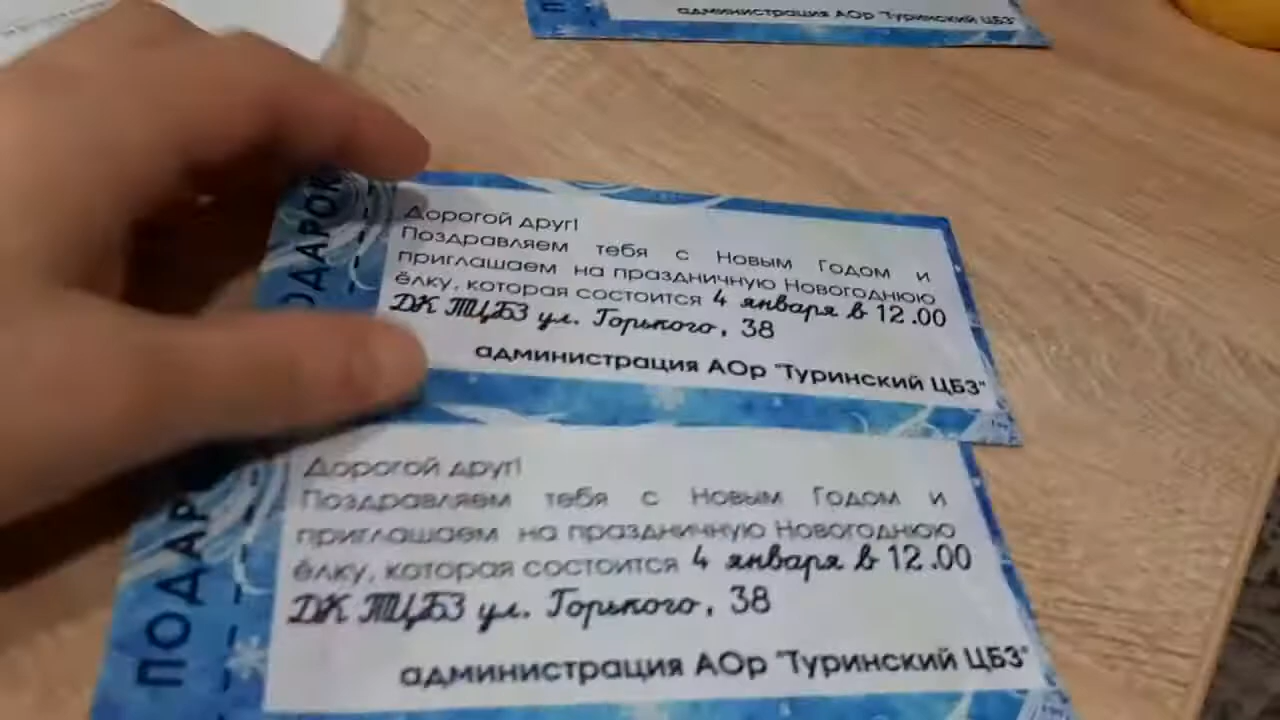 администрация АОр "Туринский ЦБЗ"
ПОДАРОК
Дорогой друг!
Поздравляем тебя с Новым Годом и
приглашаем на праздничную Новогоднюю
ёлку, которая состоится 4 января в 12.00
ДК ТЦБЗ ул. Горького, 38
администрация АОр "Туринский ЦБЗ"
ПОДАР
Дорогой друг!
Поздравляем тебя с Новым Годом и
приглашаем на праздничную Новогоднюю
ёлку, которая состоится 4 января в 12.00
ДК ТЦБЗ ул. Горького, 38
администрация АОр "Туринский ЦБЗ"